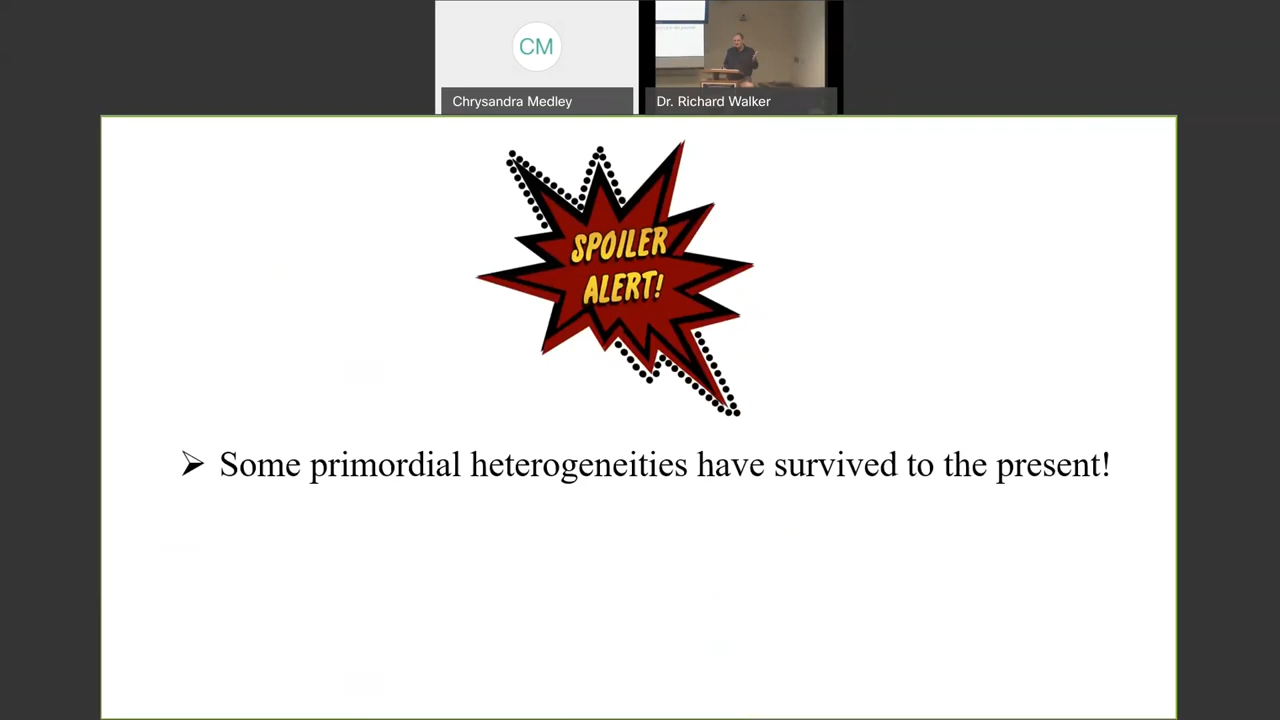 CM
Chrysandra Medley
Dr. Richard Walker
SPOILER
ALERT!
➢ Some primordial heterogeneities have survived to the present!